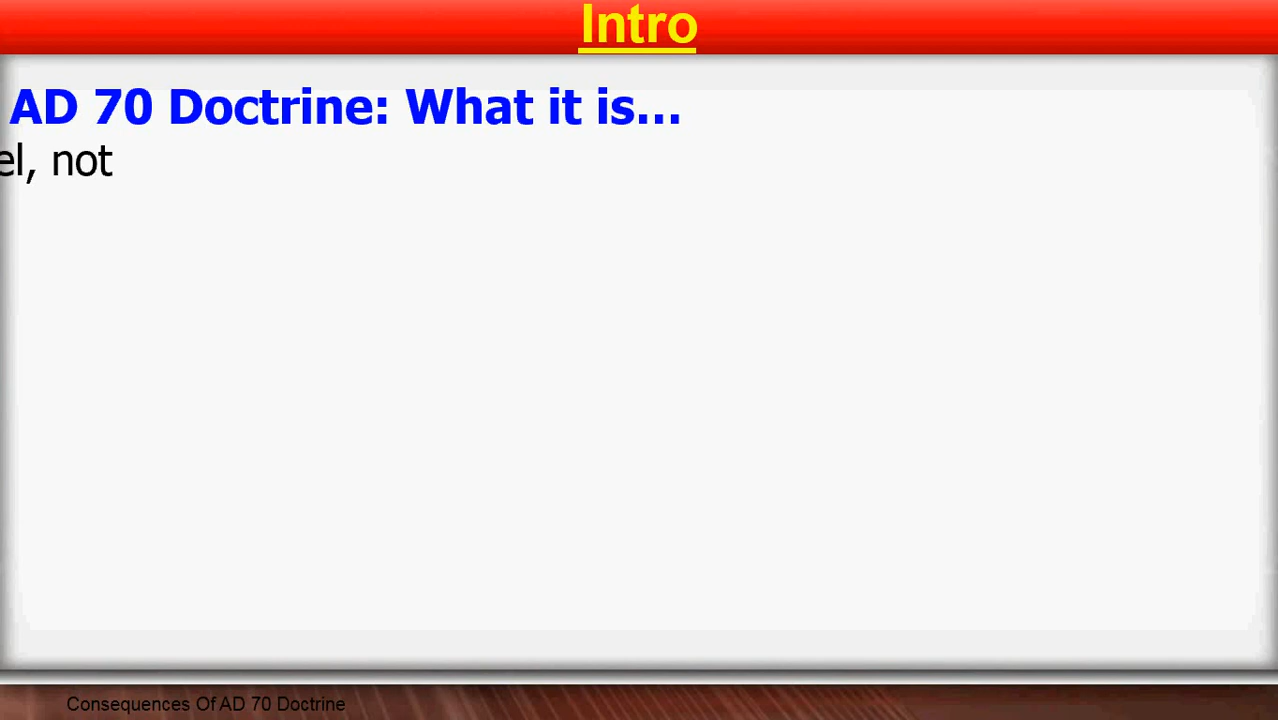 Intro
AD 70 Doctrine: What it is…
el, not
Consequences Of AD 70 Doctrine